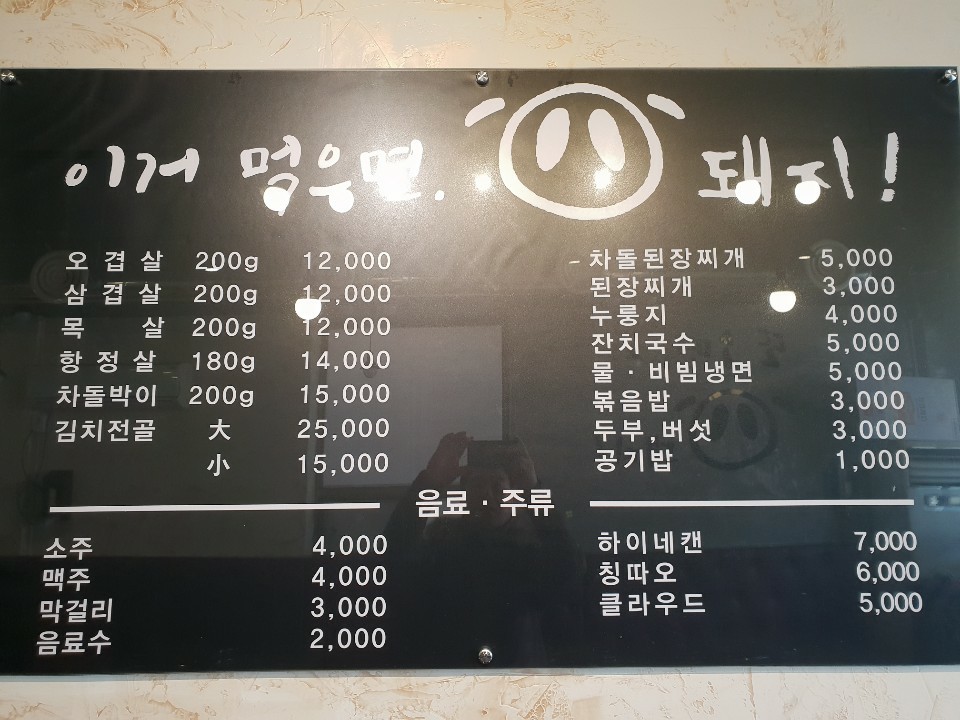 이거 먹우면. 돼지!
오겹살 200g 12,000
삼겹살 200g 12,000
목 살 200g 12,000
항정살 180g 14,000
차돌박이 200g 15,000
김치전골 大 25,000
小 15,000
차돌된장찌개 5,000
된장찌개 3,000
누룽지 4,000
잔치국수 5,000
물·비빔냉면 5,000
볶음밥 3,000
두부,버섯 3,000
공기밥 1,000
음료·주류
소주 4,000
맥주 4,000
막걸리 3,000
음료수 2,000
하이네캔 7,000
칭따오 6,000
클라우드 5,000